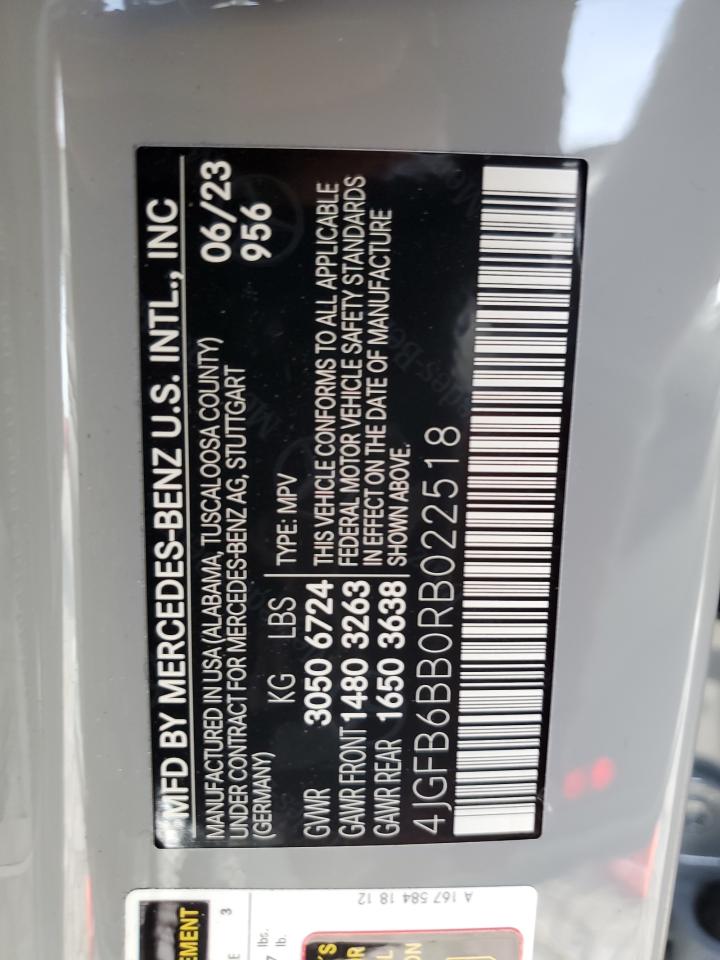 MFD BY MERCEDES-BENZ U.S. INTL., INC
MANUFACTURED IN USA (ALABAMA, TUSCALOOSA COUNTY) 06/23
UNDER CONTRACT FOR MERCEDES-BENZ AG, STUTTGART 956
(GERMANY) KG LBS TYPE: MPV
GVWR 3050 6724 THIS VEHICLE CONFORMS TO ALL APPLICABLE
GAWR FRONT 1480 3263 FEDERAL MOTOR VEHICLE SAFETY STANDARDS
GAWR REAR 1650 3638 IN EFFECT ON THE DATE OF MANUFACTURE
SHOWN ABOVE.
4JGFB6BB0RB022518
A 167 584 18 12
EMENT
3
lbs.
lb.